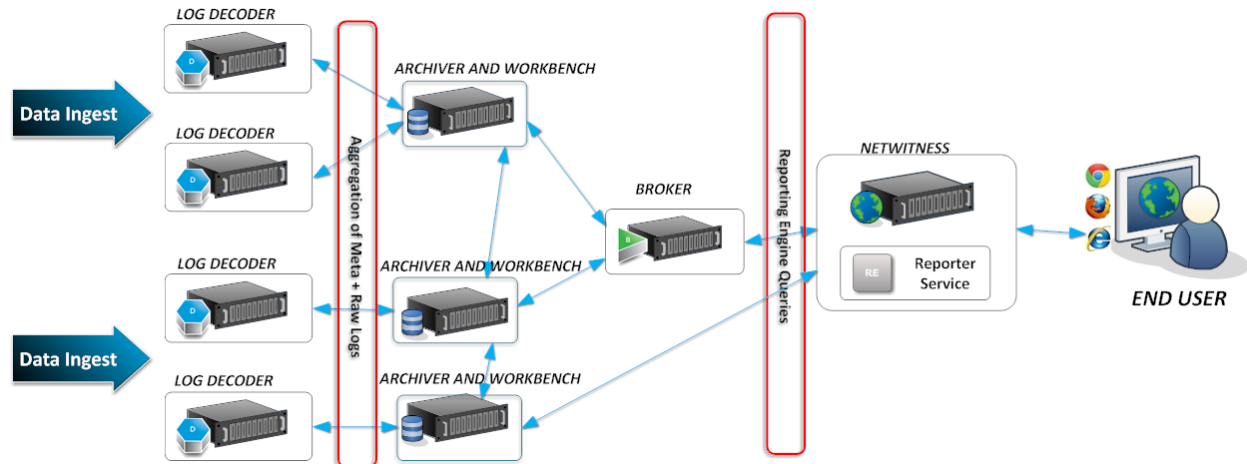 LOG DECODER
Data Ingest
D
LOG DECODER
D
LOG DECODER
D
Data Ingest
LOG DECODER
D
Aggregation of Meta + Raw Logs
ARCHIVER AND WORKBENCH
ARCHIVER AND WORKBENCH
ARCHIVER AND WORKBENCH
BROKER
B
Reporting Engine Queries
NETWITNESS
RE
Reporter
Service
END USER